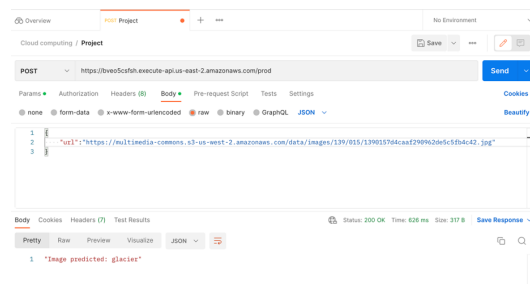 Overview POST Project No Environment
Cloud computing / Project Save
POST https://bveo5csfsh.execute-api.us-east-2.amazonaws.com/prod Send
Params Authorization Headers (8) Body Pre-request Script Tests Settings Cookies
none form-data x-www-form-urlencoded raw binary GraphQL JSON Beautify
1 {
2 "url":"https://multimedia-commons.s3-us-west-2.amazonaws.com/data/images/139/015/1390157d4caaf290962de5c5fb4c42.jpg"
3 }
Body Cookies Headers (7) Test Results Status: 200 OK Time: 626 ms Size: 317 B Save Response
Pretty Raw Preview Visualize JSON
1 "Image predicted: glacier"